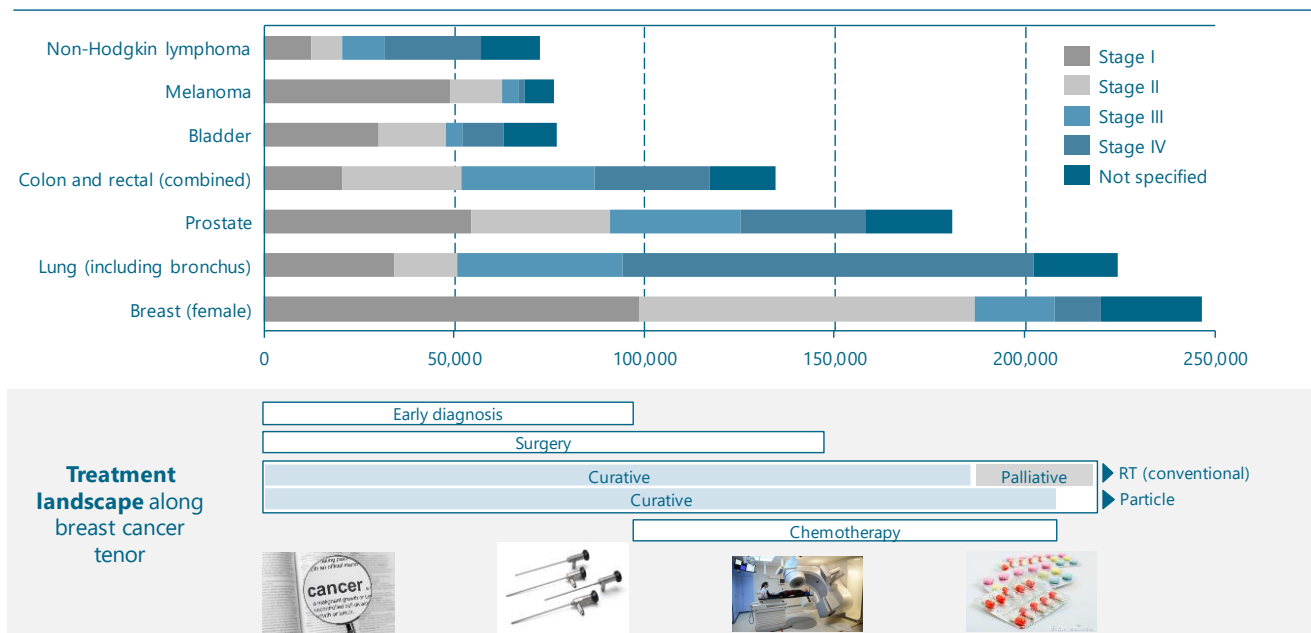 Non-Hodgkin lymphoma
Melanoma
Bladder
Colon and rectal (combined)
Prostate
Lung (including bronchus)
Breast (female)
0
50,000
100,000
150,000
200,000
250,000
Stage I
Stage II
Stage III
Stage IV
Not specified
Treatment
landscape along
breast cancer
tenor
Early diagnosis
Surgery
Curative
Palliative
RT (conventional)
Curative
Particle
Chemotherapy
cancer